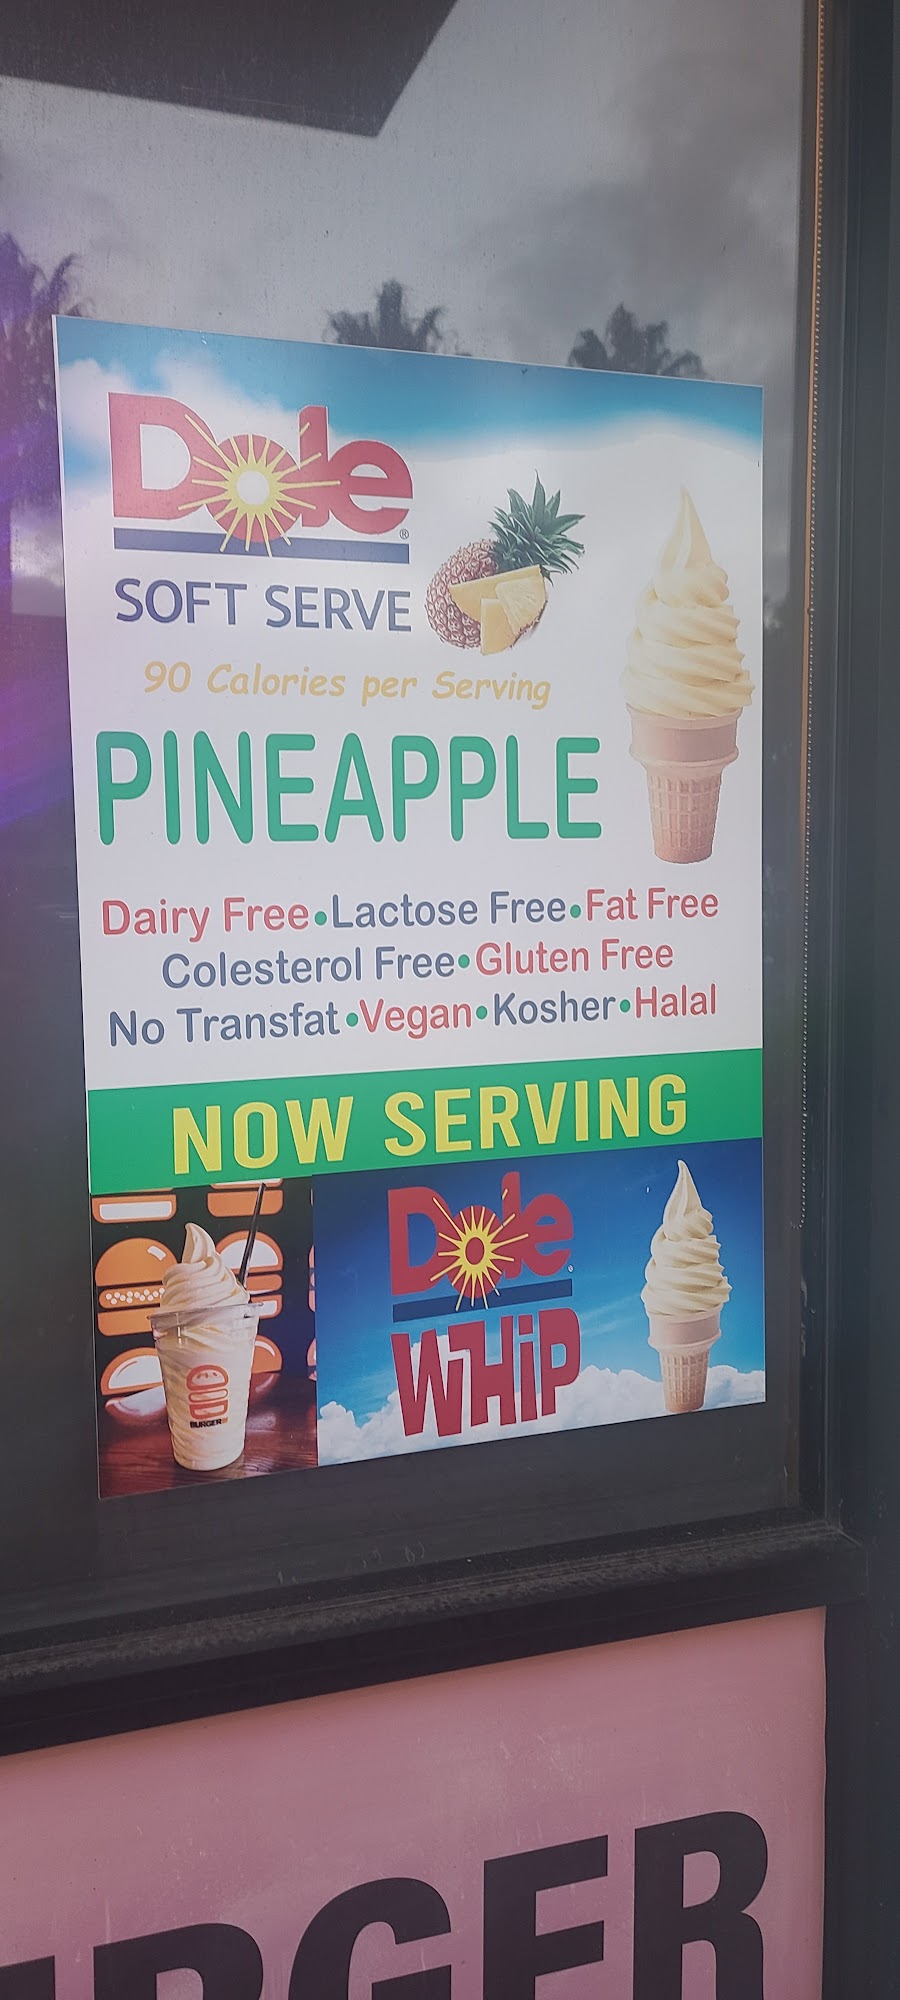 Dole®
SOFT SERVE
90 Calories per Serving
PINEAPPLE
Dairy Free•Lactose Free•Fat Free
Colesterol Free•Gluten Free
No Transfat•Vegan•Kosher•Halal
NOW SERVING
Dole
WHiP
BURGER